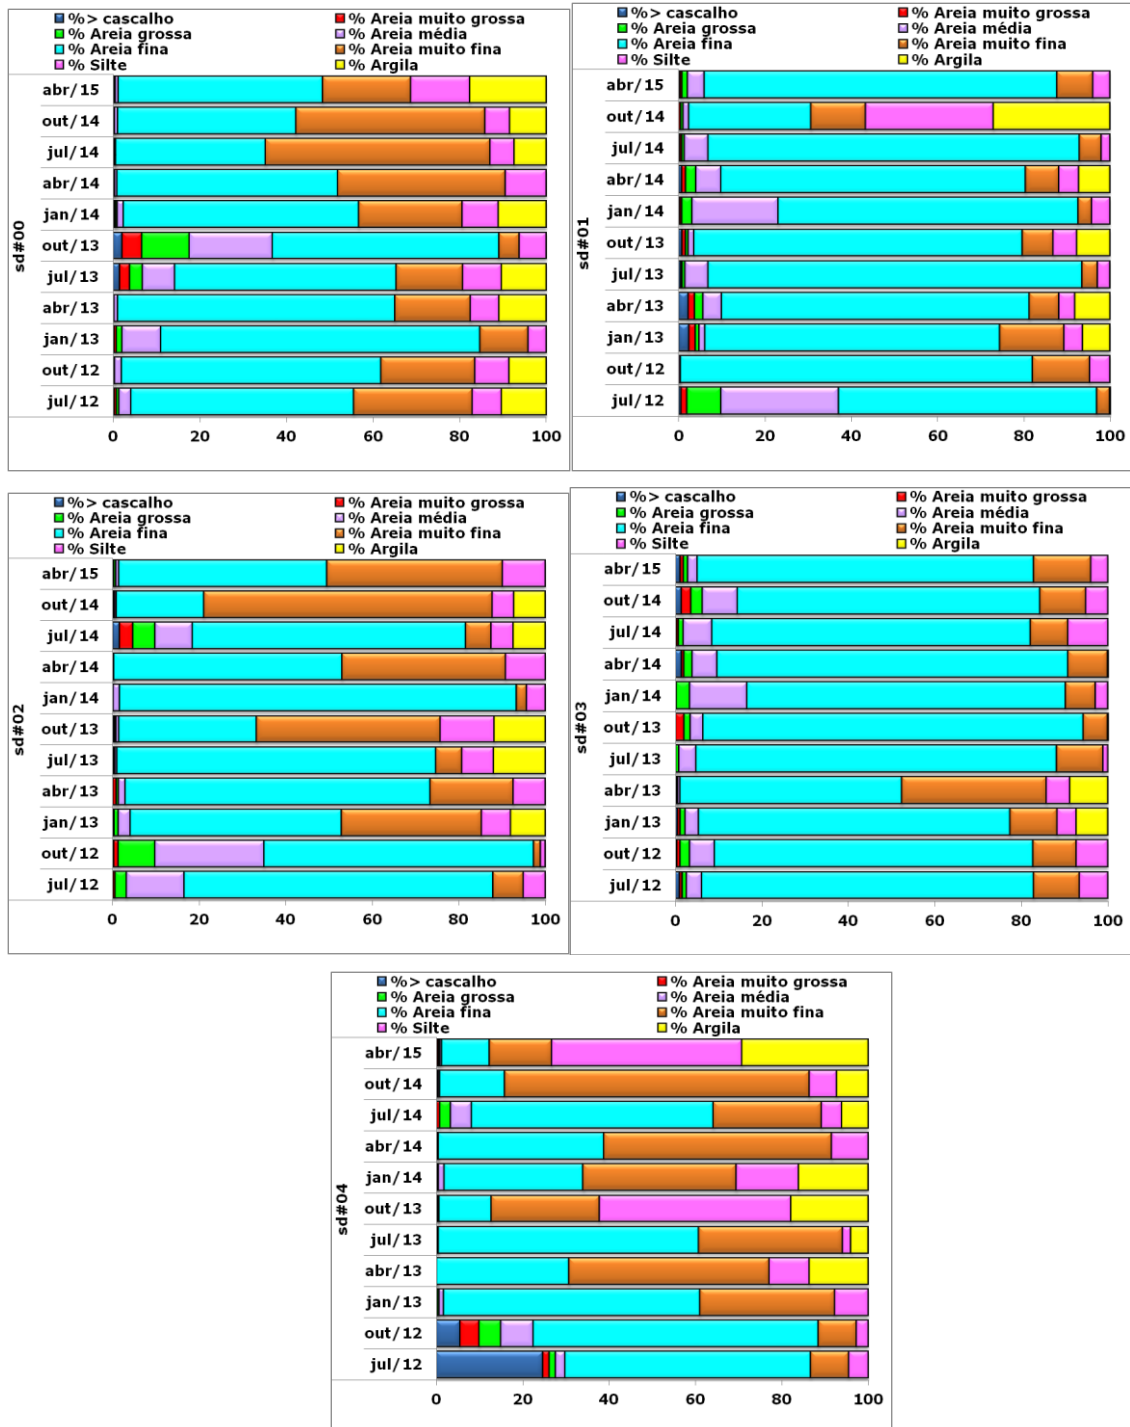 %> cascalho % Areia muito grossa
% Areia grossa % Areia média
% Areia fina % Areia muito fina
% Silte % Argila
sd#00
abr/15
out/14
jul/14
abr/14
jan/14
out/13
jul/13
abr/13
jan/13
out/12
jul/12
0 20 40 60 80 100
%> cascalho % Areia muito grossa
% Areia grossa % Areia média
% Areia fina % Areia muito fina
% Silte % Argila
sd#01
abr/15
out/14
jul/14
abr/14
jan/14
out/13
jul/13
abr/13
jan/13
out/12
jul/12
0 20 40 60 80 100
%> cascalho % Areia muito grossa
% Areia grossa % Areia média
% Areia fina % Areia muito fina
% Silte % Argila
sd#02
abr/15
out/14
jul/14
abr/14
jan/14
out/13
jul/13
abr/13
jan/13
out/12
jul/12
0 20 40 60 80 100
%> cascalho % Areia muito grossa
% Areia grossa % Areia média
% Areia fina % Areia muito fina
% Silte % Argila
sd#03
abr/15
out/14
jul/14
abr/14
jan/14
out/13
jul/13
abr/13
jan/13
out/12
jul/12
0 20 40 60 80 100
%> cascalho % Areia muito grossa
% Areia grossa % Areia média
% Areia fina % Areia muito fina
% Silte % Argila
sd#04
abr/15
out/14
jul/14
abr/14
jan/14
out/13
jul/13
abr/13
jan/13
out/12
jul/12
0 20 40 60 80 100